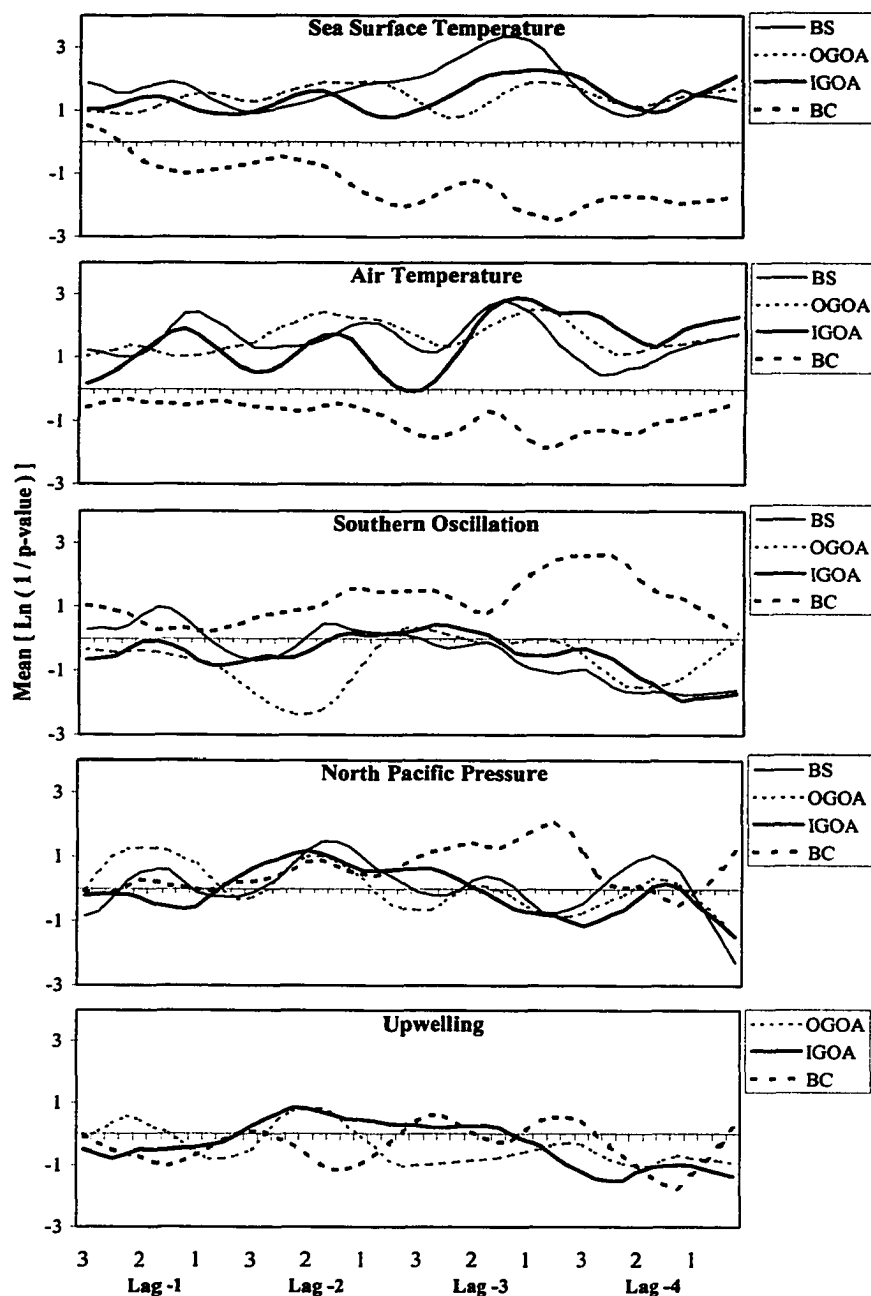 Sea Surface Temperature
3
1
-1
-3
BS
OGOA
IGOA
BC
Air Temperature
3
1
-1
-3
BS
OGOA
IGOA
BC
Southern Oscillation
3
1
-1
-3
BS
OGOA
IGOA
BC
North Pacific Pressure
3
1
-1
-3
BS
OGOA
IGOA
BC
Upwelling
3
1
-1
-3
OGOA
IGOA
BC
Mean [ Ln ( 1 / p-value ) ]
3 2 1 3 2 1 3 2 1 3 2 1
Lag -1 Lag -2 Lag -3 Lag -4